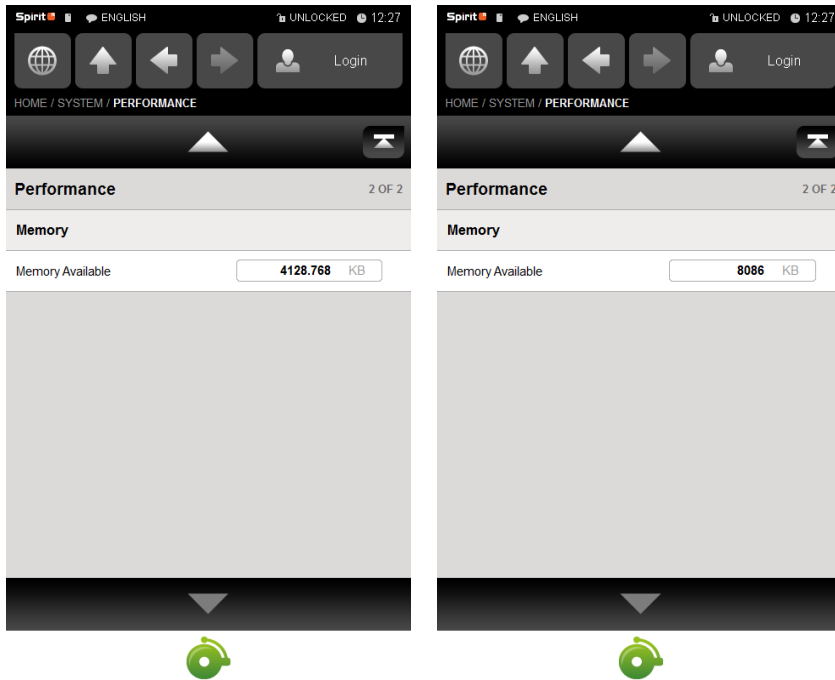 Spirit ENGLISH UNLOCKED 12:27
Login
HOME / SYSTEM / PERFORMANCE
Performance 2 OF 2
Memory
Memory Available 4128.768 KB
Spirit ENGLISH UNLOCKED 12:27
Login
HOME / SYSTEM / PERFORMANCE
Performance 2 OF 2
Memory
Memory Available 8086 KB